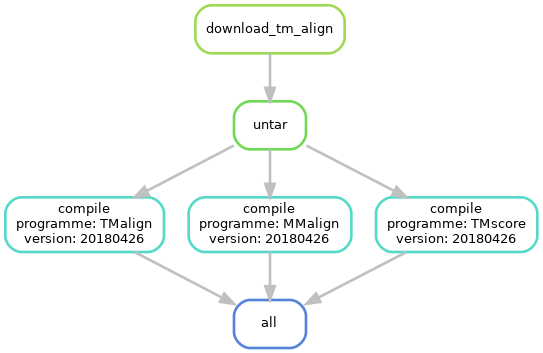 download_tm_align
untar
compile
programme: TMalign
version: 20180426
compile
programme: MMalign
version: 20180426
compile
programme: TMscore
version: 20180426
all